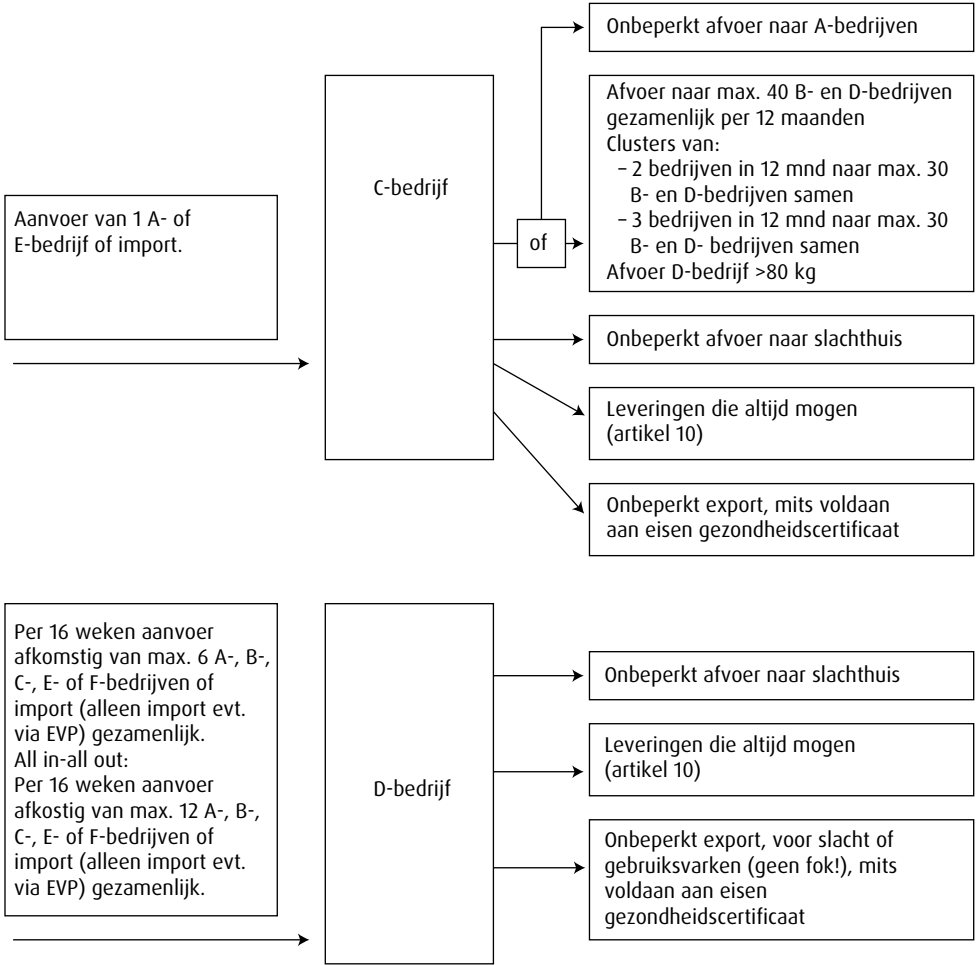 Onbeperkt afvoer naar A-bedrijven
Afvoer naar max. 40 B- en D-bedrijven
gezamenlijk per 12 maanden
Clusters van:
– 2 bedrijven in 12 mnd naar max. 30
B- en D-bedrijven samen
– 3 bedrijven in 12 mnd naar max. 30
B- en D- bedrijven samen
Afvoer D-bedrijf >80 kg
C-bedrijf
Aanvoer van 1 A- of
E-bedrijf of import.
of
Onbeperkt afvoer naar slachthuis
Leveringen die altijd mogen
(artikel 10)
Onbeperkt export, mits voldaan
aan eisen gezondheidscertificaat
Per 16 weken aanvoer
afkomstig van max. 6 A-, B-,
C-, E- of F-bedrijven of
import (alleen import evt.
via EVP) gezamenlijk.
All in-all out:
Per 16 weken aanvoer
afkostig van max. 12 A-, B-,
C-, E- of F-bedrijven of
import (alleen import evt.
via EVP) gezamenlijk.
D-bedrijf
Onbeperkt afvoer naar slachthuis
Leveringen die altijd mogen
(artikel 10)
Onbeperkt export, voor slacht of
gebruiksvarken (geen fok!), mits
voldaan aan eisen
gezondheidscertificaat